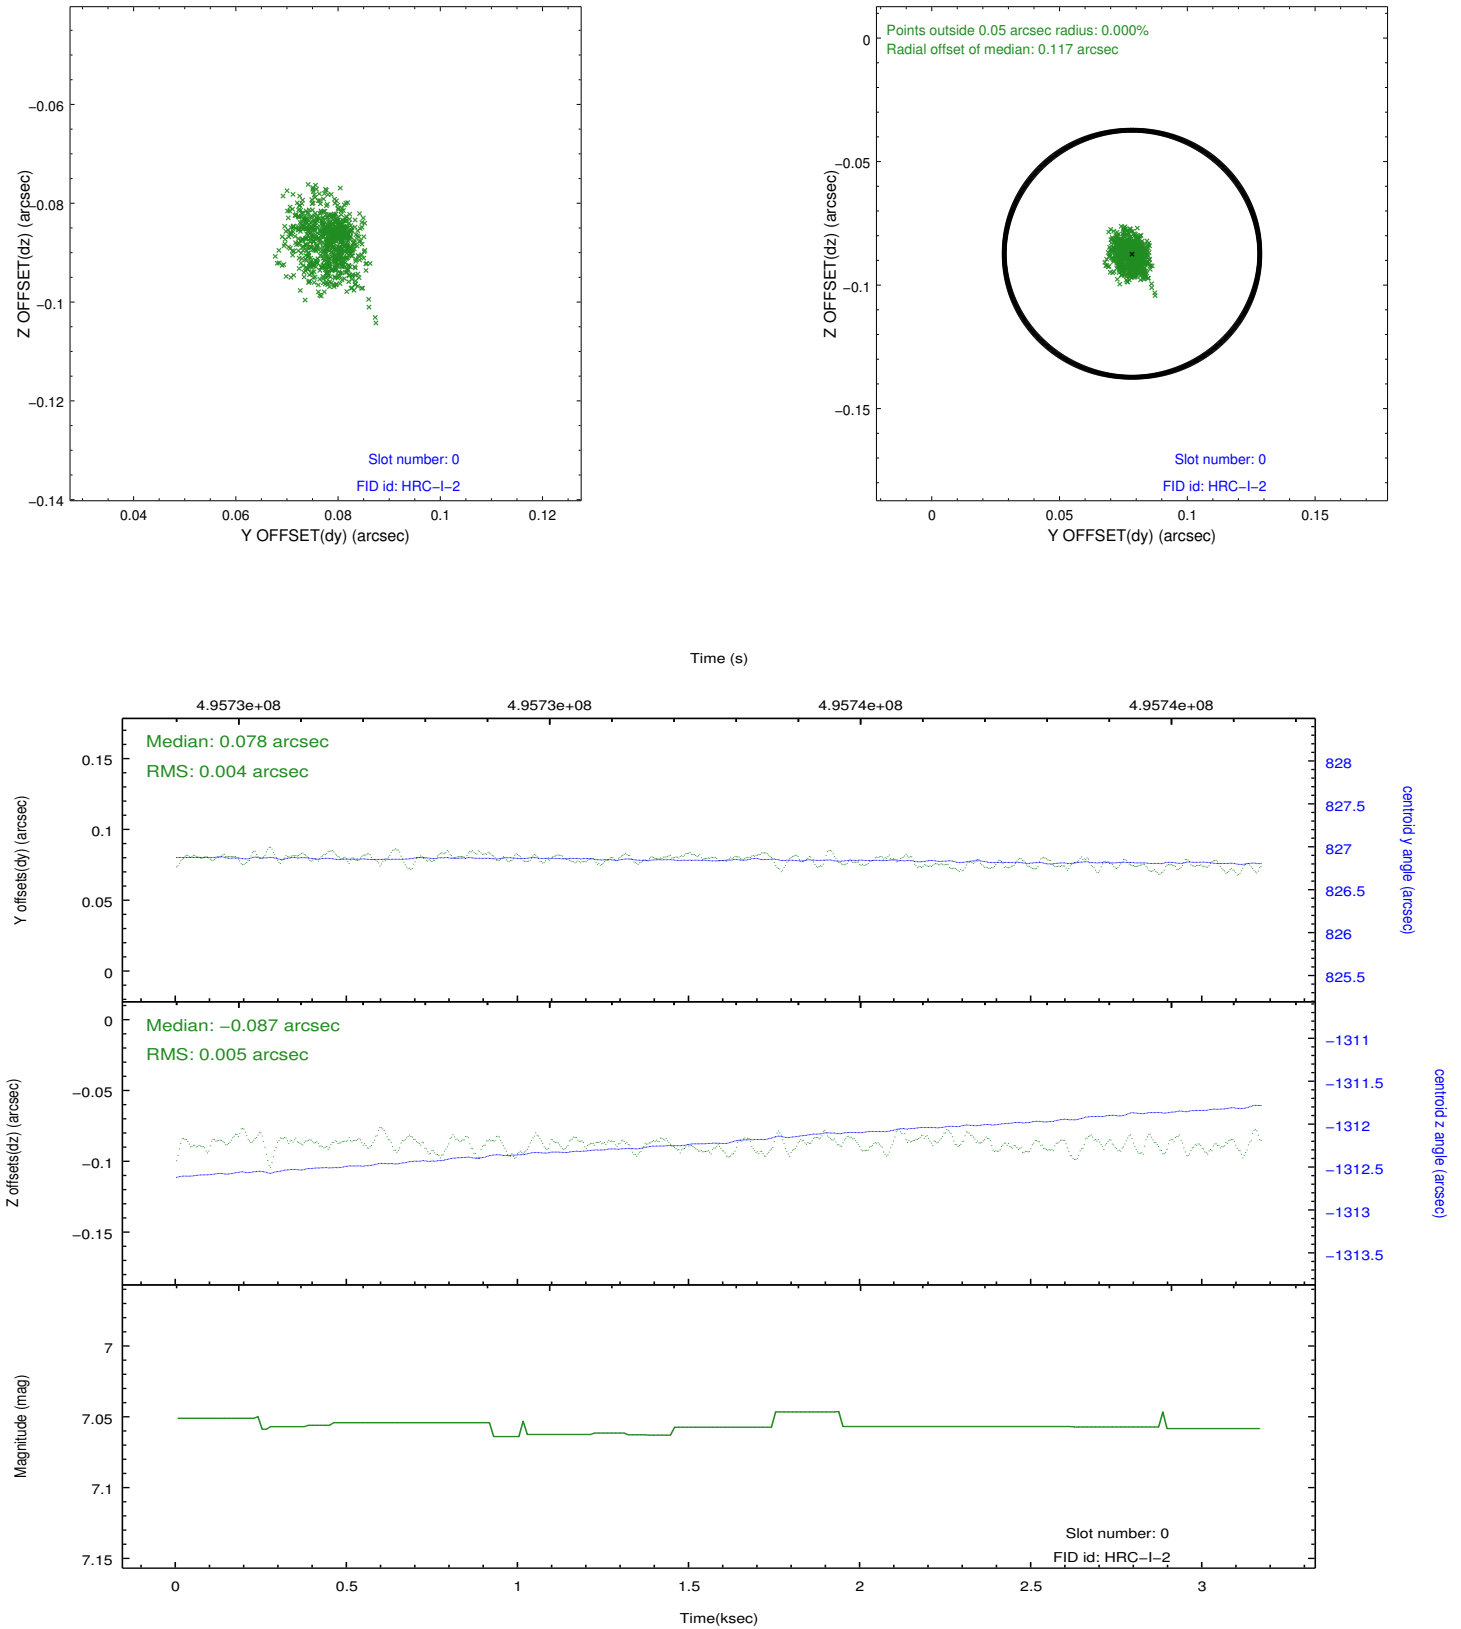 −0.06
−0.08
−0.1
−0.12
−0.14
Z OFFSET(dz) (arcsec)
Slot number: 0
FID id: HRC−I−2
0.04 0.06 0.08 0.1 0.12
Y OFFSET(dy) (arcsec)
Points outside 0.05 arcsec radius: 0.000%
Radial offset of median: 0.117 arcsec
0
−0.05
−0.1
−0.15
Z OFFSET(dz) (arcsec)
Slot number: 0
FID id: HRC−I−2
0 0.05 0.1 0.15
Y OFFSET(dy) (arcsec)
Time (s)
4.9573e+08 4.9573e+08 4.9574e+08 4.9574e+08
Median: 0.078 arcsec
RMS: 0.004 arcsec
0.15
0.1
0.05
0
Y offsets(dy) (arcsec)
828
827.5
827
826.5
826
825.5
centroid y angle (arcsec)
Median: −0.087 arcsec
RMS: 0.005 arcsec
0
−0.05
−0.1
−0.15
Z offsets(dz) (arcsec)
−1311
−1311.5
−1312
−1312.5
−1313
−1313.5
centroid z angle (arcsec)
7
7.05
7.1
7.15
Magnitude (mag)
Slot number: 0
FID id: HRC−I−2
0 0.5 1 1.5 2 2.5 3
Time(ksec)